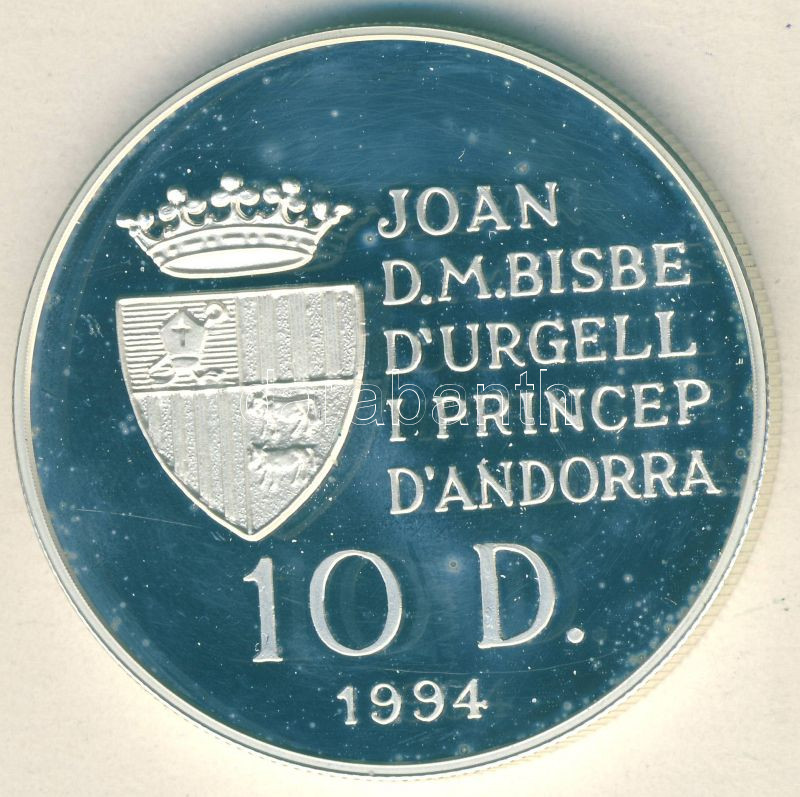 JOAN
D.M.BISBE
D'URGELL
I PRINCEP
D'ANDORRA
10 D.
1994